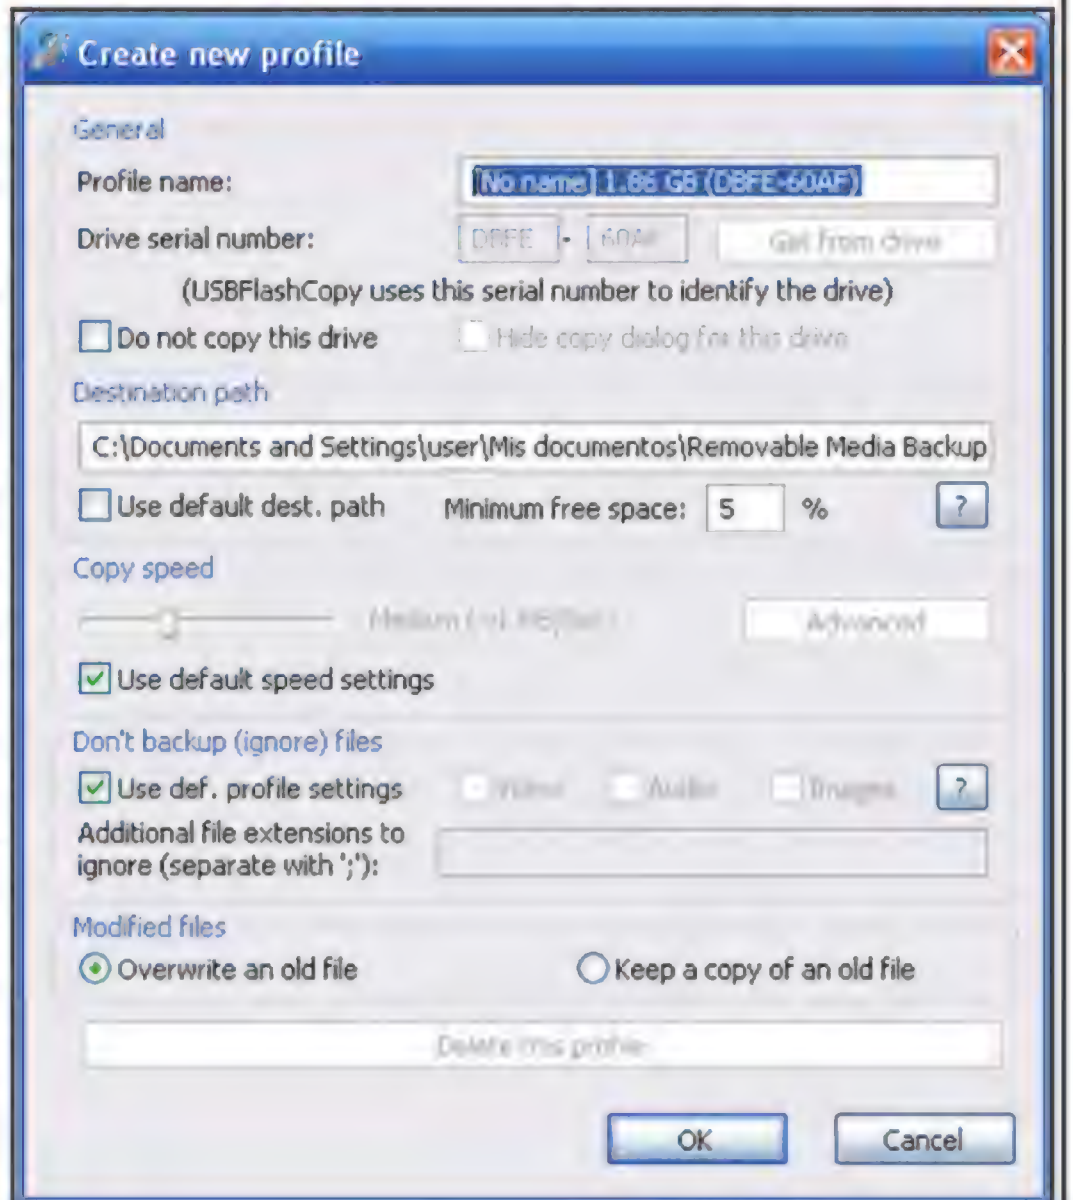 Create new profile
General
Profile name: [No name] 1.86 GB (DBFE-60AF)
Drive serial number: DBFE - 60AF Get from drive
(USBFlashCopy uses this serial number to identify the drive)
Do not copy this drive Hide copy dialog for this drive
Destination path
C:\Documents and Settings\user\Mis documentos\Removable Media Backup
Use default dest. path Minimum free space: 5 % ?
Copy speed
Medium Advanced
Use default speed settings
Don't backup (ignore) files
Use def. profile settings Video Audio Images ?
Additional file extensions to
ignore (separate with ';'):
Modified files
Overwrite an old file Keep a copy of an old file
Delete this profile
OK Cancel